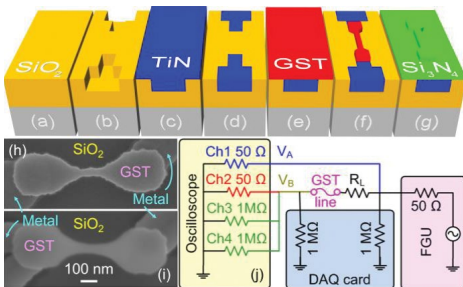 SiO2 TiN GST Si3N4
(a) (b) (c) (d) (e) (f) (g)
(h) SiO2
GST
Metal Metal
SiO2
GST
100 nm (i)
Oscilloscope
Ch1 50 Ω VA
Ch2 50 Ω VB
Ch3 1MΩ
Ch4 1MΩ
(j)
GST
line
RL
50 Ω
1 MΩ 1 MΩ
DAQ card
FGU